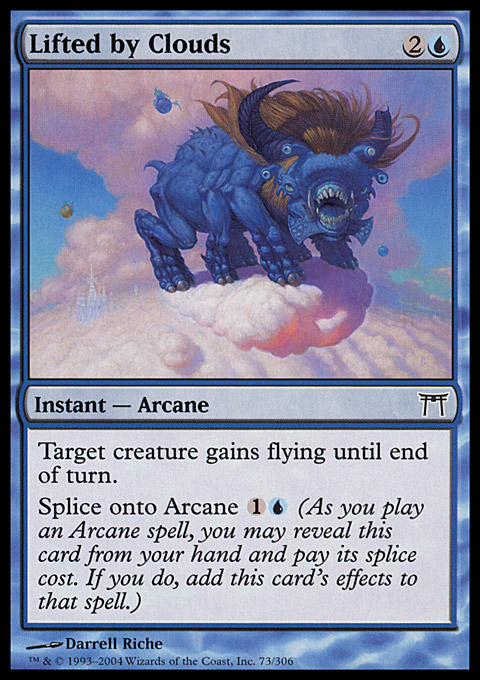 Lifted by Clouds 2
Instant — Arcane
Target creature gains flying until end
of turn.
Splice onto Arcane 1 (As you play
an Arcane spell, you may reveal this
card from your hand and pay its splice
cost. If you do, add this card's effects to
that spell.)
Darrell Riche
™ & © 1993–2004 Wizards of the Coast, Inc. 73/306